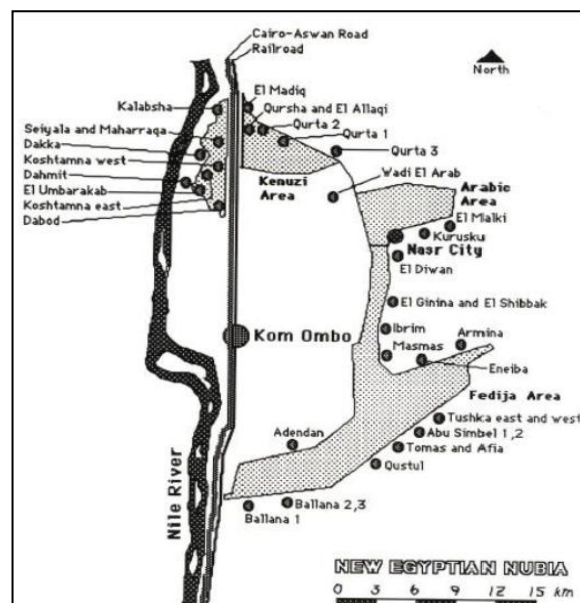 Cairo-Aswan Road
Railroad
North
El Madiq
Kalabsha
Qursha and El Allaqi
Qurta 2
Qurta 1
Seiyala and Maharraqa
Dakka
Qurta 3
Koshtamna west
Kenuzi
Area
Wadi El Arab
Dahmit
El Umbarakab
Koshtamna east
Dabod
Arabic
Area
El Mialki
Kurusku
Nasr City
El Diwan
El Ginina and El Shibbak
Kom Ombo
Ibrim
Armina
Masmas
Eneiba
Fedija Area
Tushka east and west
Abu Simbel 1,2
Adendan
Tomas and Afia
Qustul
Nile River
Ballana 2,3
Ballana 1
NEW EGYPTIAN NUBIA
0 3 6 9 12 15 km